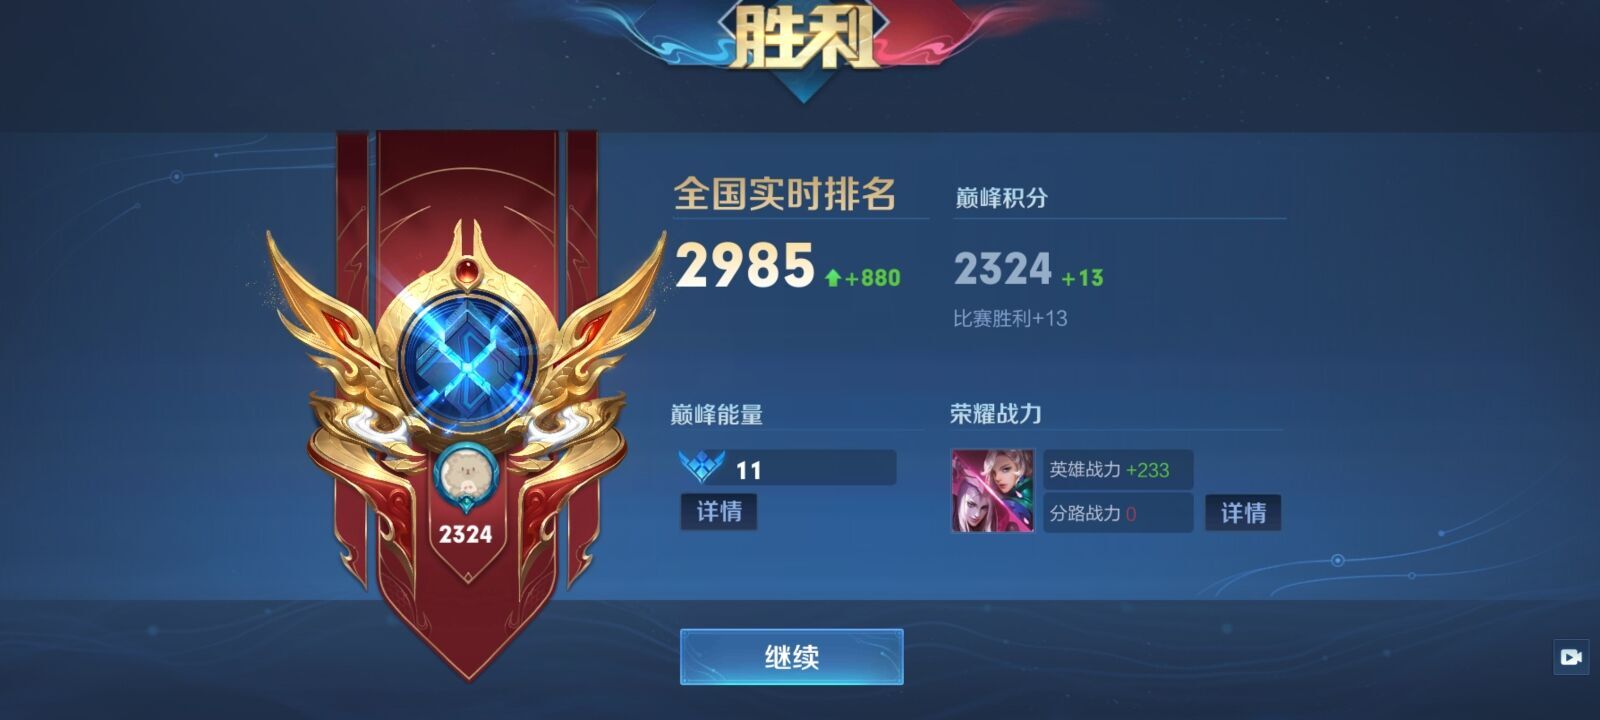 胜利
全国实时排名
2985 +880
巅峰积分
2324 +13
比赛胜利+13
2324
巅峰能量
11
详情
荣耀战力
英雄战力 +233
分路战力 0
详情
继续